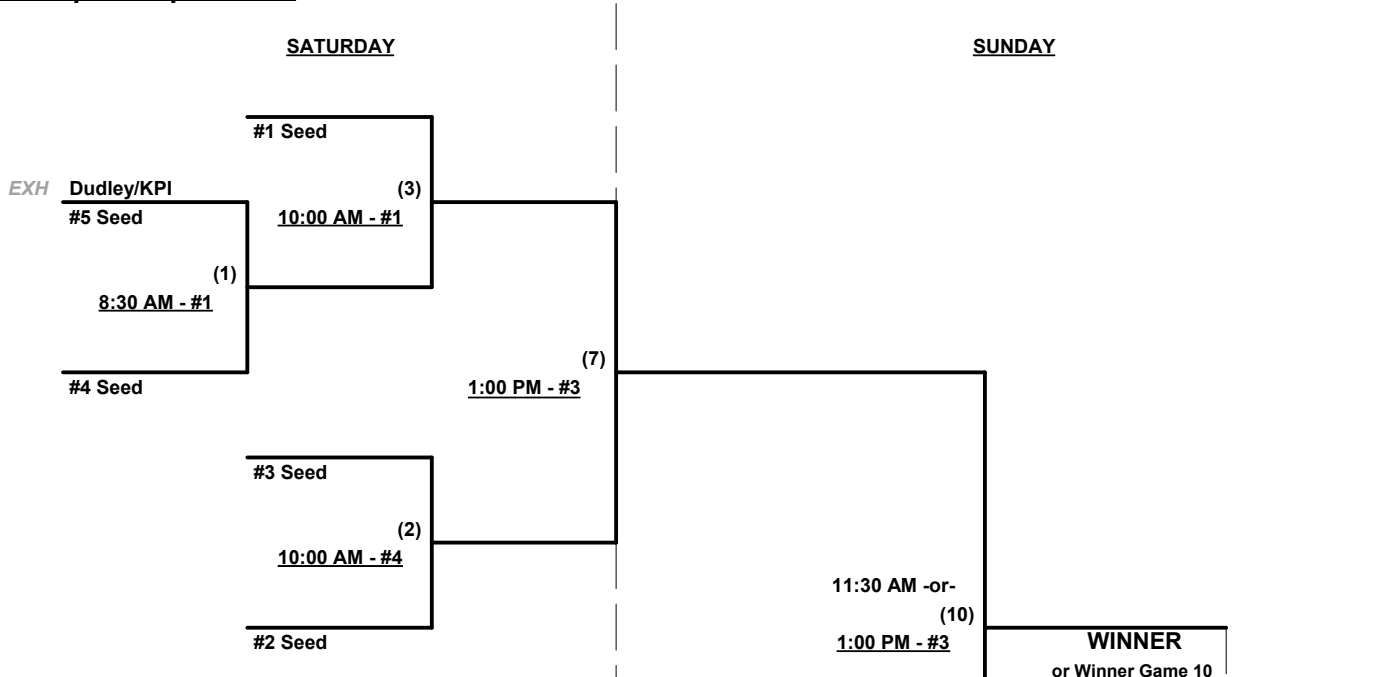 SATURDAY
SUNDAY
#1 Seed
EXH Dudley/KPI
(3)
#5 Seed
10:00 AM - #1
(1)
8:30 AM - #1
(7)
#4 Seed
1:00 PM - #3
#3 Seed
(2)
10:00 AM - #4
11:30 AM -or-
(10)
#2 Seed
1:00 PM - #3
WINNER
or Winner Game 10